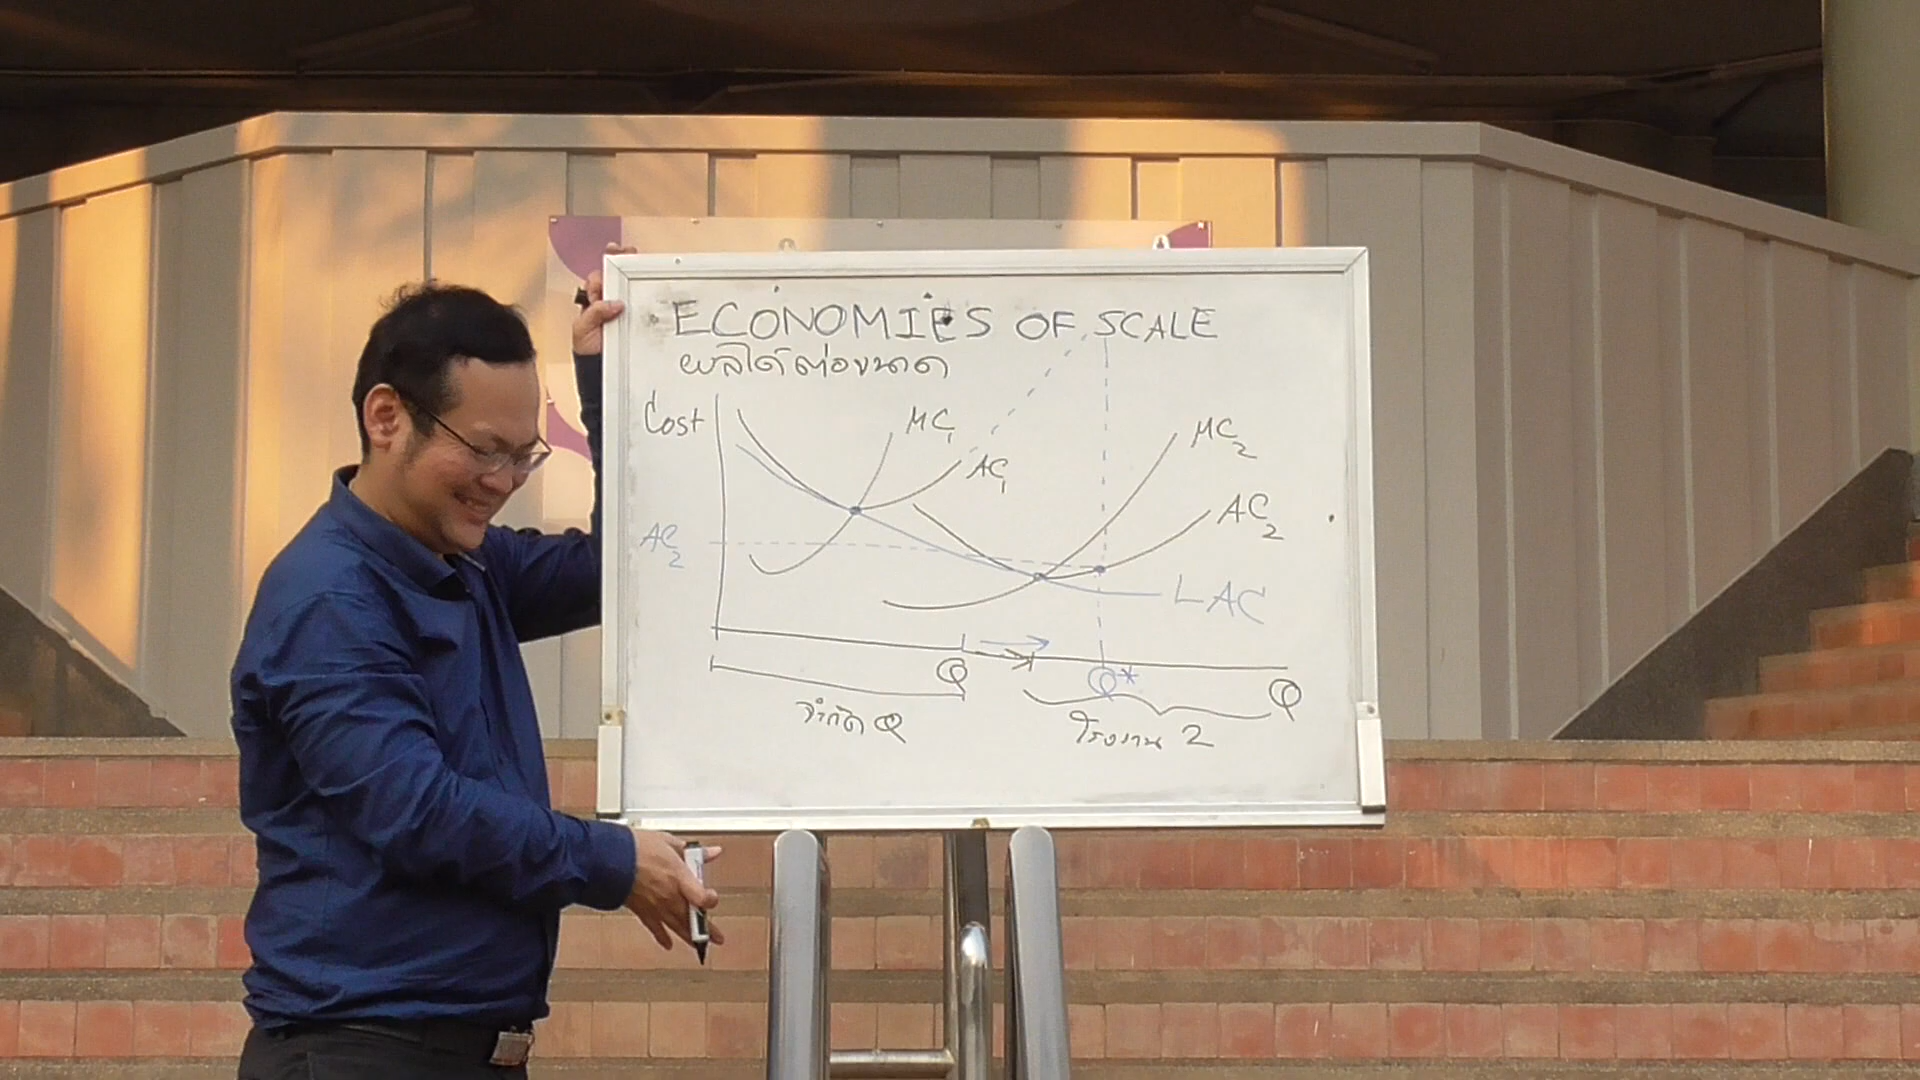 ECONOMIES OF SCALE
ผลได้ต่อขนาด
Cost
MC1
AC1
MC2
AC2
AC2
LAC
Q
Q*
Q
จำกัด Q
โรงงาน 2